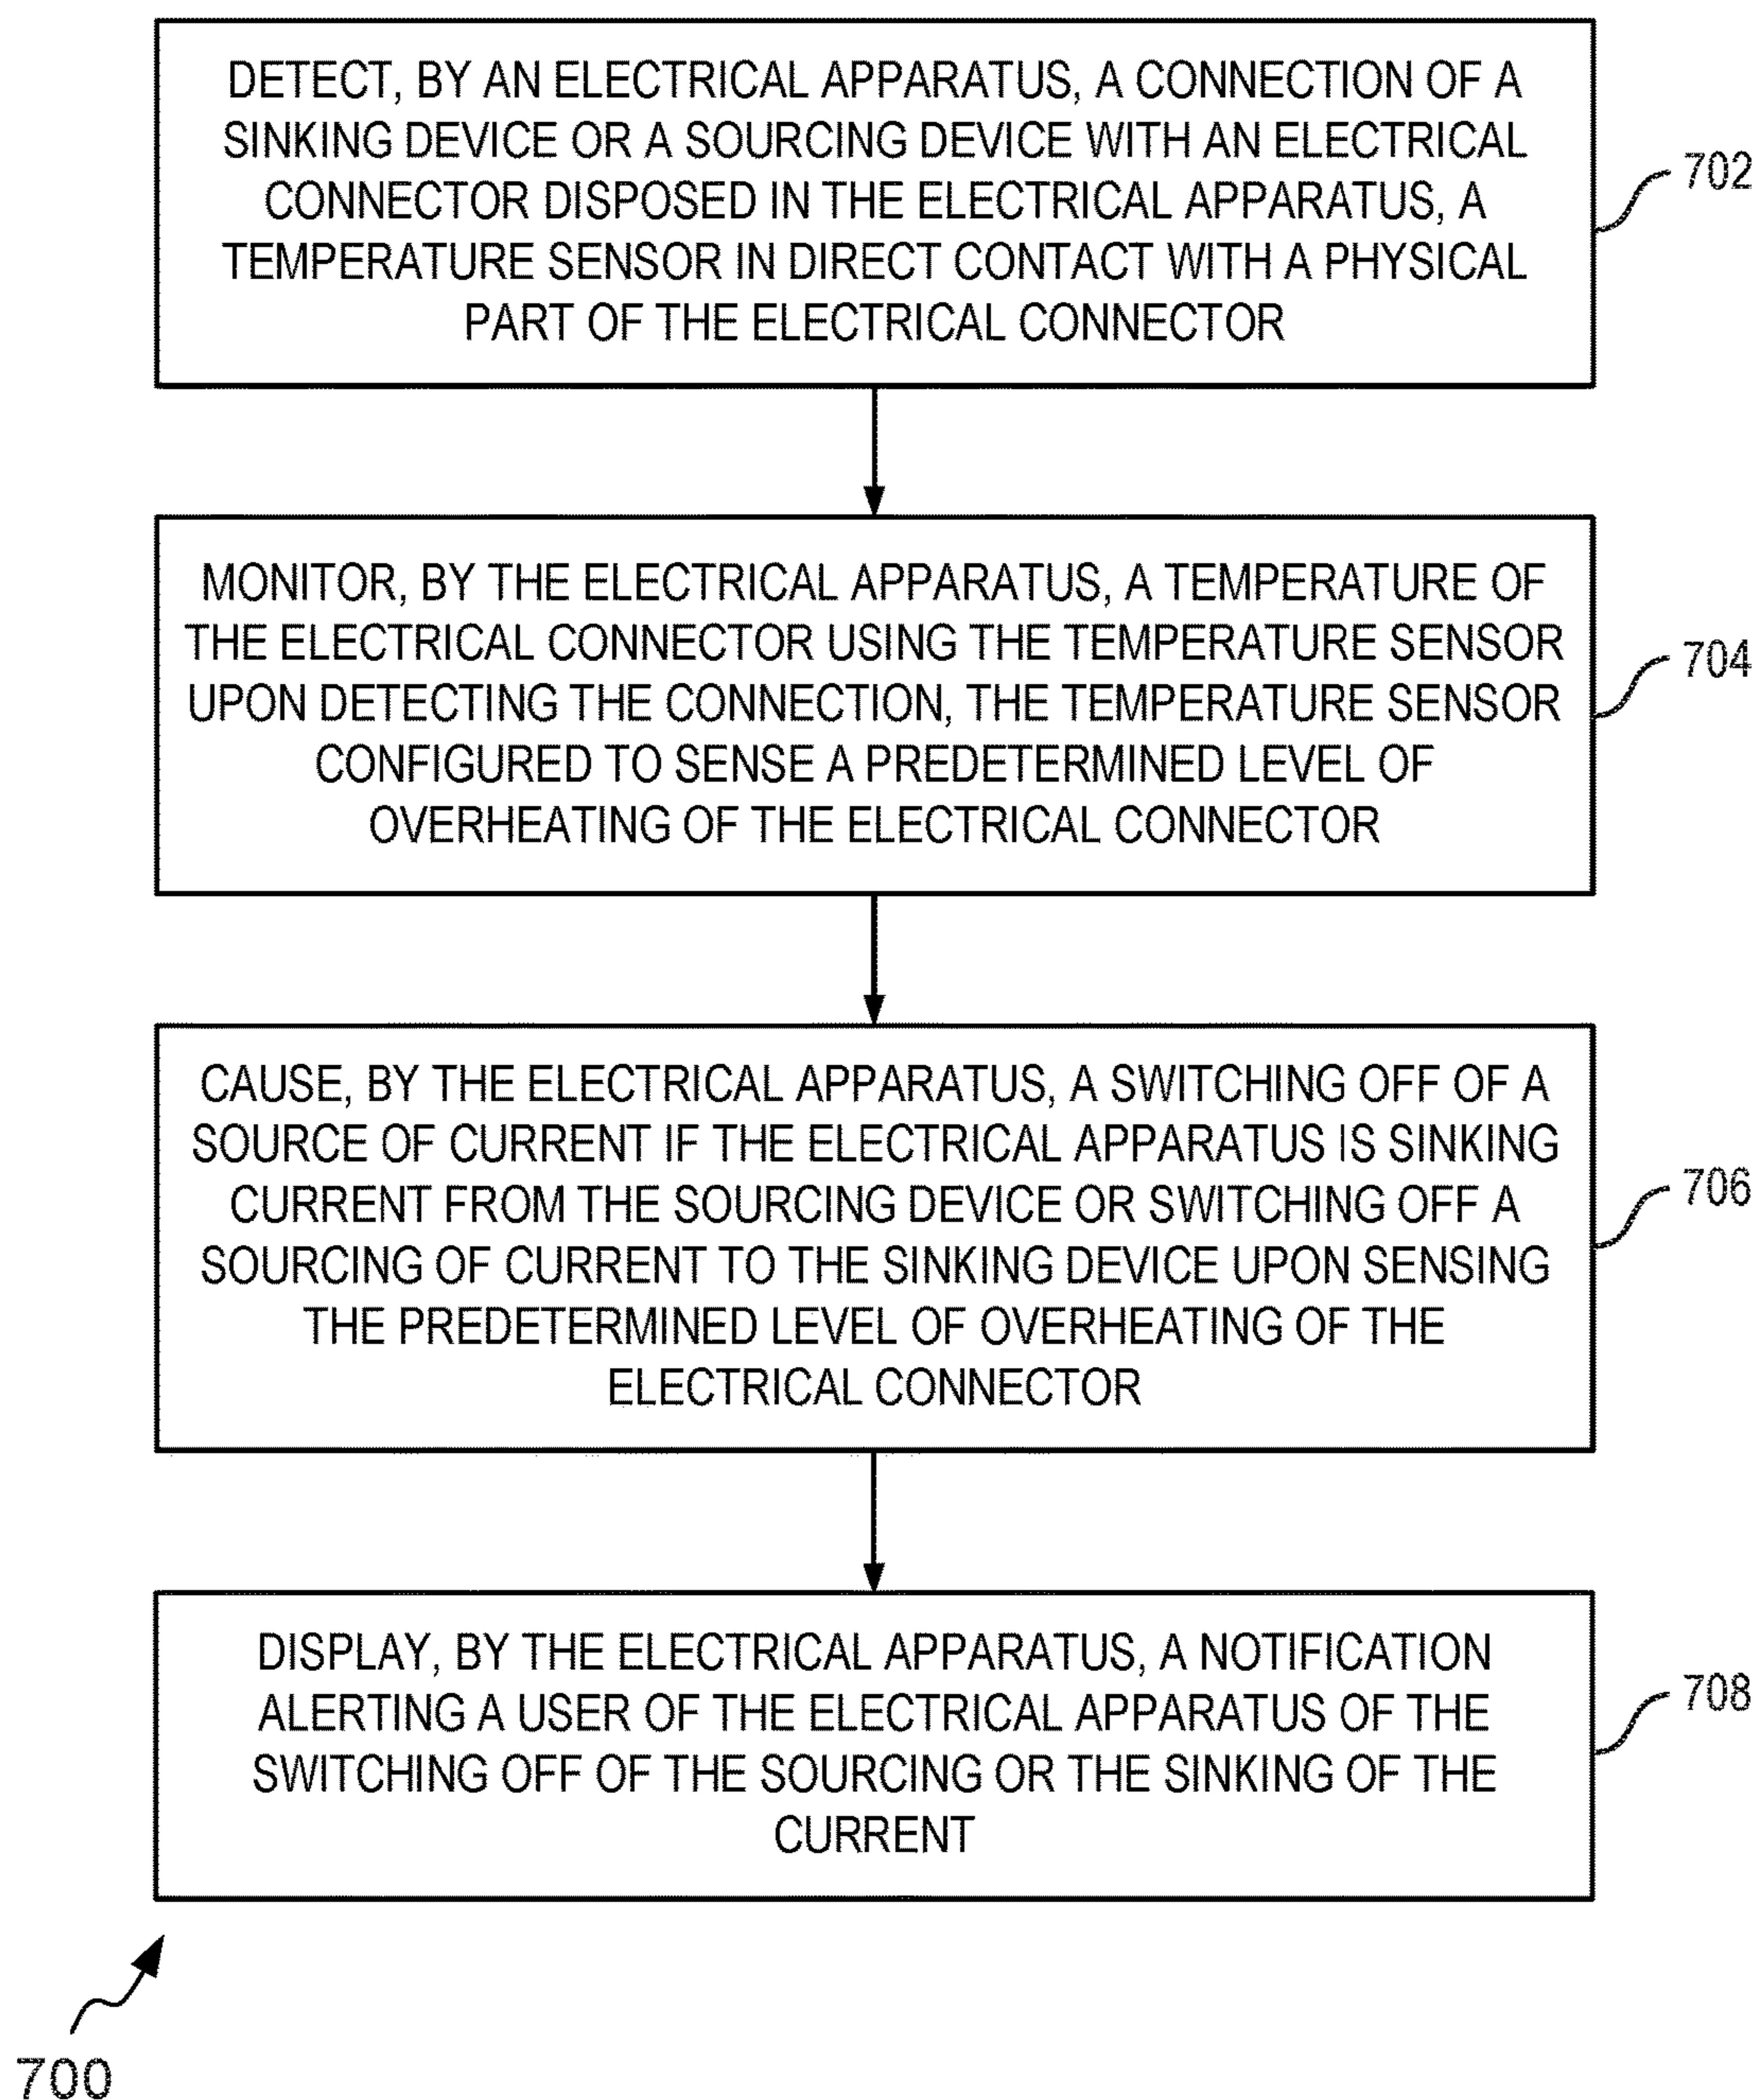 DETECT, BY AN ELECTRICAL APPARATUS, A CONNECTION OF A
SINKING DEVICE OR A SOURCING DEVICE WITH AN ELECTRICAL
CONNECTOR DISPOSED IN THE ELECTRICAL APPARATUS, A
TEMPERATURE SENSOR IN DIRECT CONTACT WITH A PHYSICAL
PART OF THE ELECTRICAL CONNECTOR
702
MONITOR, BY THE ELECTRICAL APPARATUS, A TEMPERATURE OF
THE ELECTRICAL CONNECTOR USING THE TEMPERATURE SENSOR
UPON DETECTING THE CONNECTION, THE TEMPERATURE SENSOR
CONFIGURED TO SENSE A PREDETERMINED LEVEL OF
OVERHEATING OF THE ELECTRICAL CONNECTOR
704
CAUSE, BY THE ELECTRICAL APPARATUS, A SWITCHING OFF OF A
SOURCE OF CURRENT IF THE ELECTRICAL APPARATUS IS SINKING
CURRENT FROM THE SOURCING DEVICE OR SWITCHING OFF A
SOURCING OF CURRENT TO THE SINKING DEVICE UPON SENSING
THE PREDETERMINED LEVEL OF OVERHEATING OF THE
ELECTRICAL CONNECTOR
706
DISPLAY, BY THE ELECTRICAL APPARATUS, A NOTIFICATION
ALERTING A USER OF THE ELECTRICAL APPARATUS OF THE
SWITCHING OFF OF THE SOURCING OR THE SINKING OF THE
CURRENT
708
700